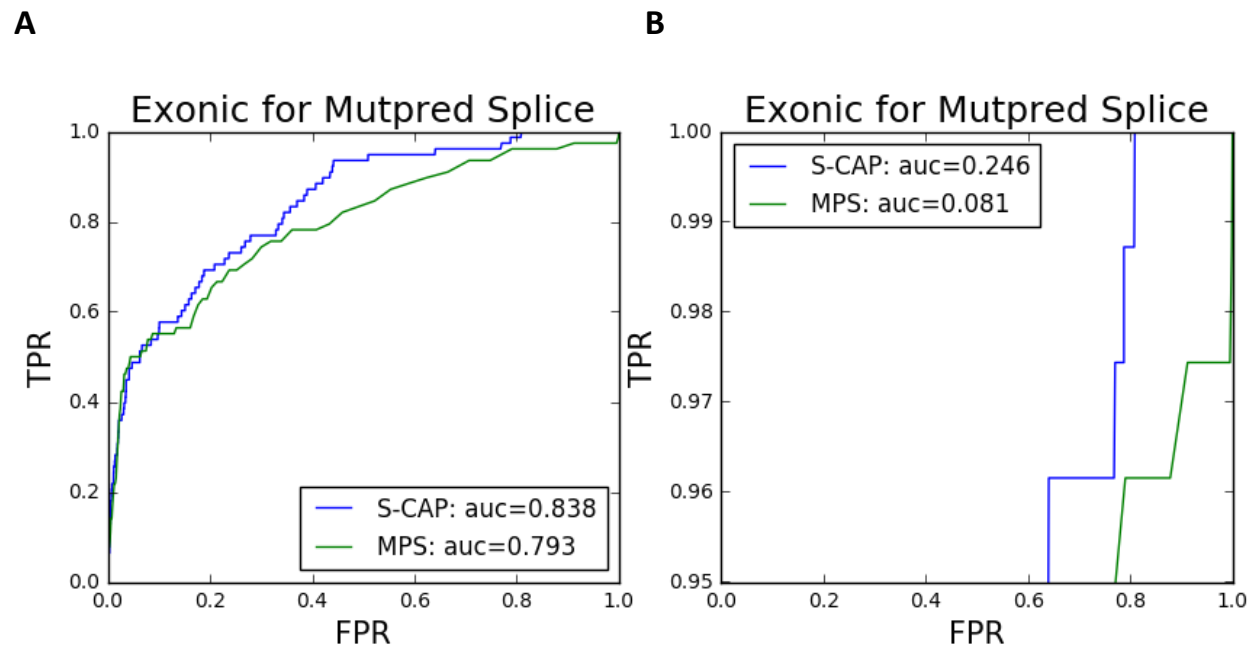 A
B
Exonic for Mutpred Splice
1.0
0.8
0.6
0.4
0.2
0.0
TPR
S-CAP: auc=0.838
MPS: auc=0.793
0.0 0.2 0.4 0.6 0.8 1.0
FPR
Exonic for Mutpred Splice
1.00
0.99
0.98
0.97
0.96
0.95
TPR
S-CAP: auc=0.246
MPS: auc=0.081
0.0 0.2 0.4 0.6 0.8 1.0
FPR